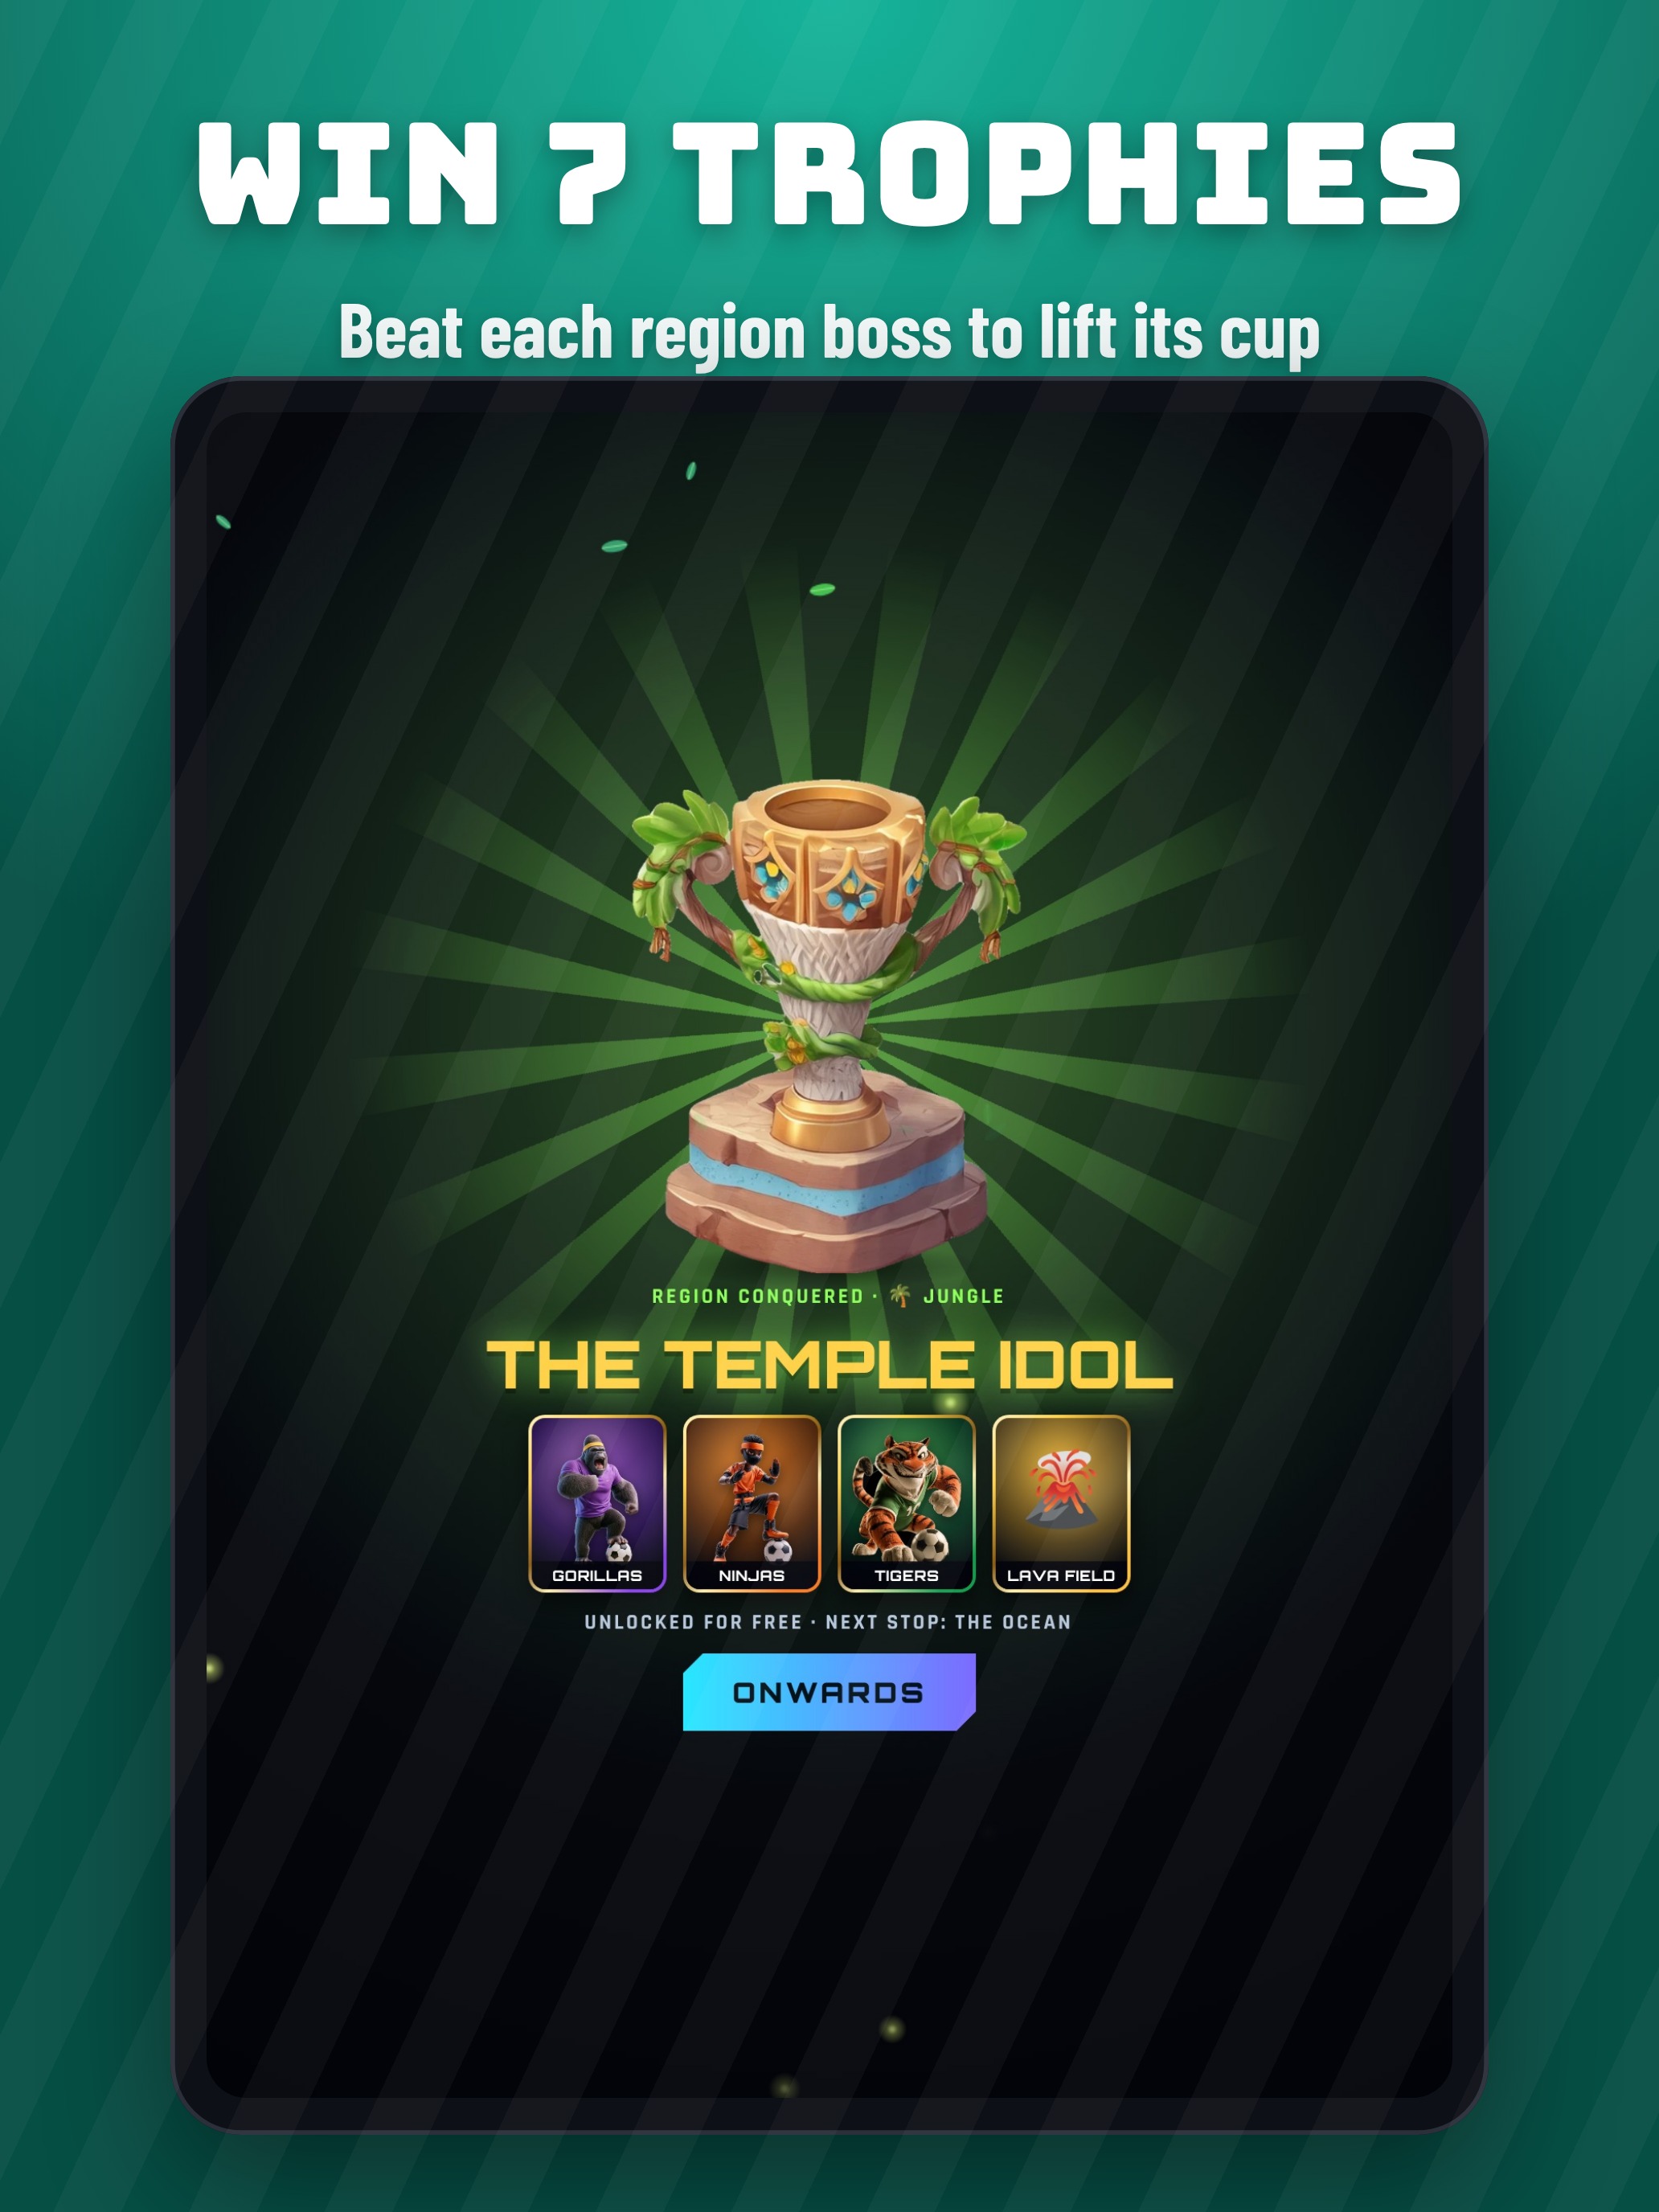 WIN 7 TROPHIES
Beat each region boss to lift its cup
REGION CONQUERED · 🌴 JUNGLE
THE TEMPLE IDOL
GORILLAS NINJAS TIGERS LAVA FIELD
UNLOCKED FOR FREE · NEXT STOP: THE OCEAN
ONWARDS